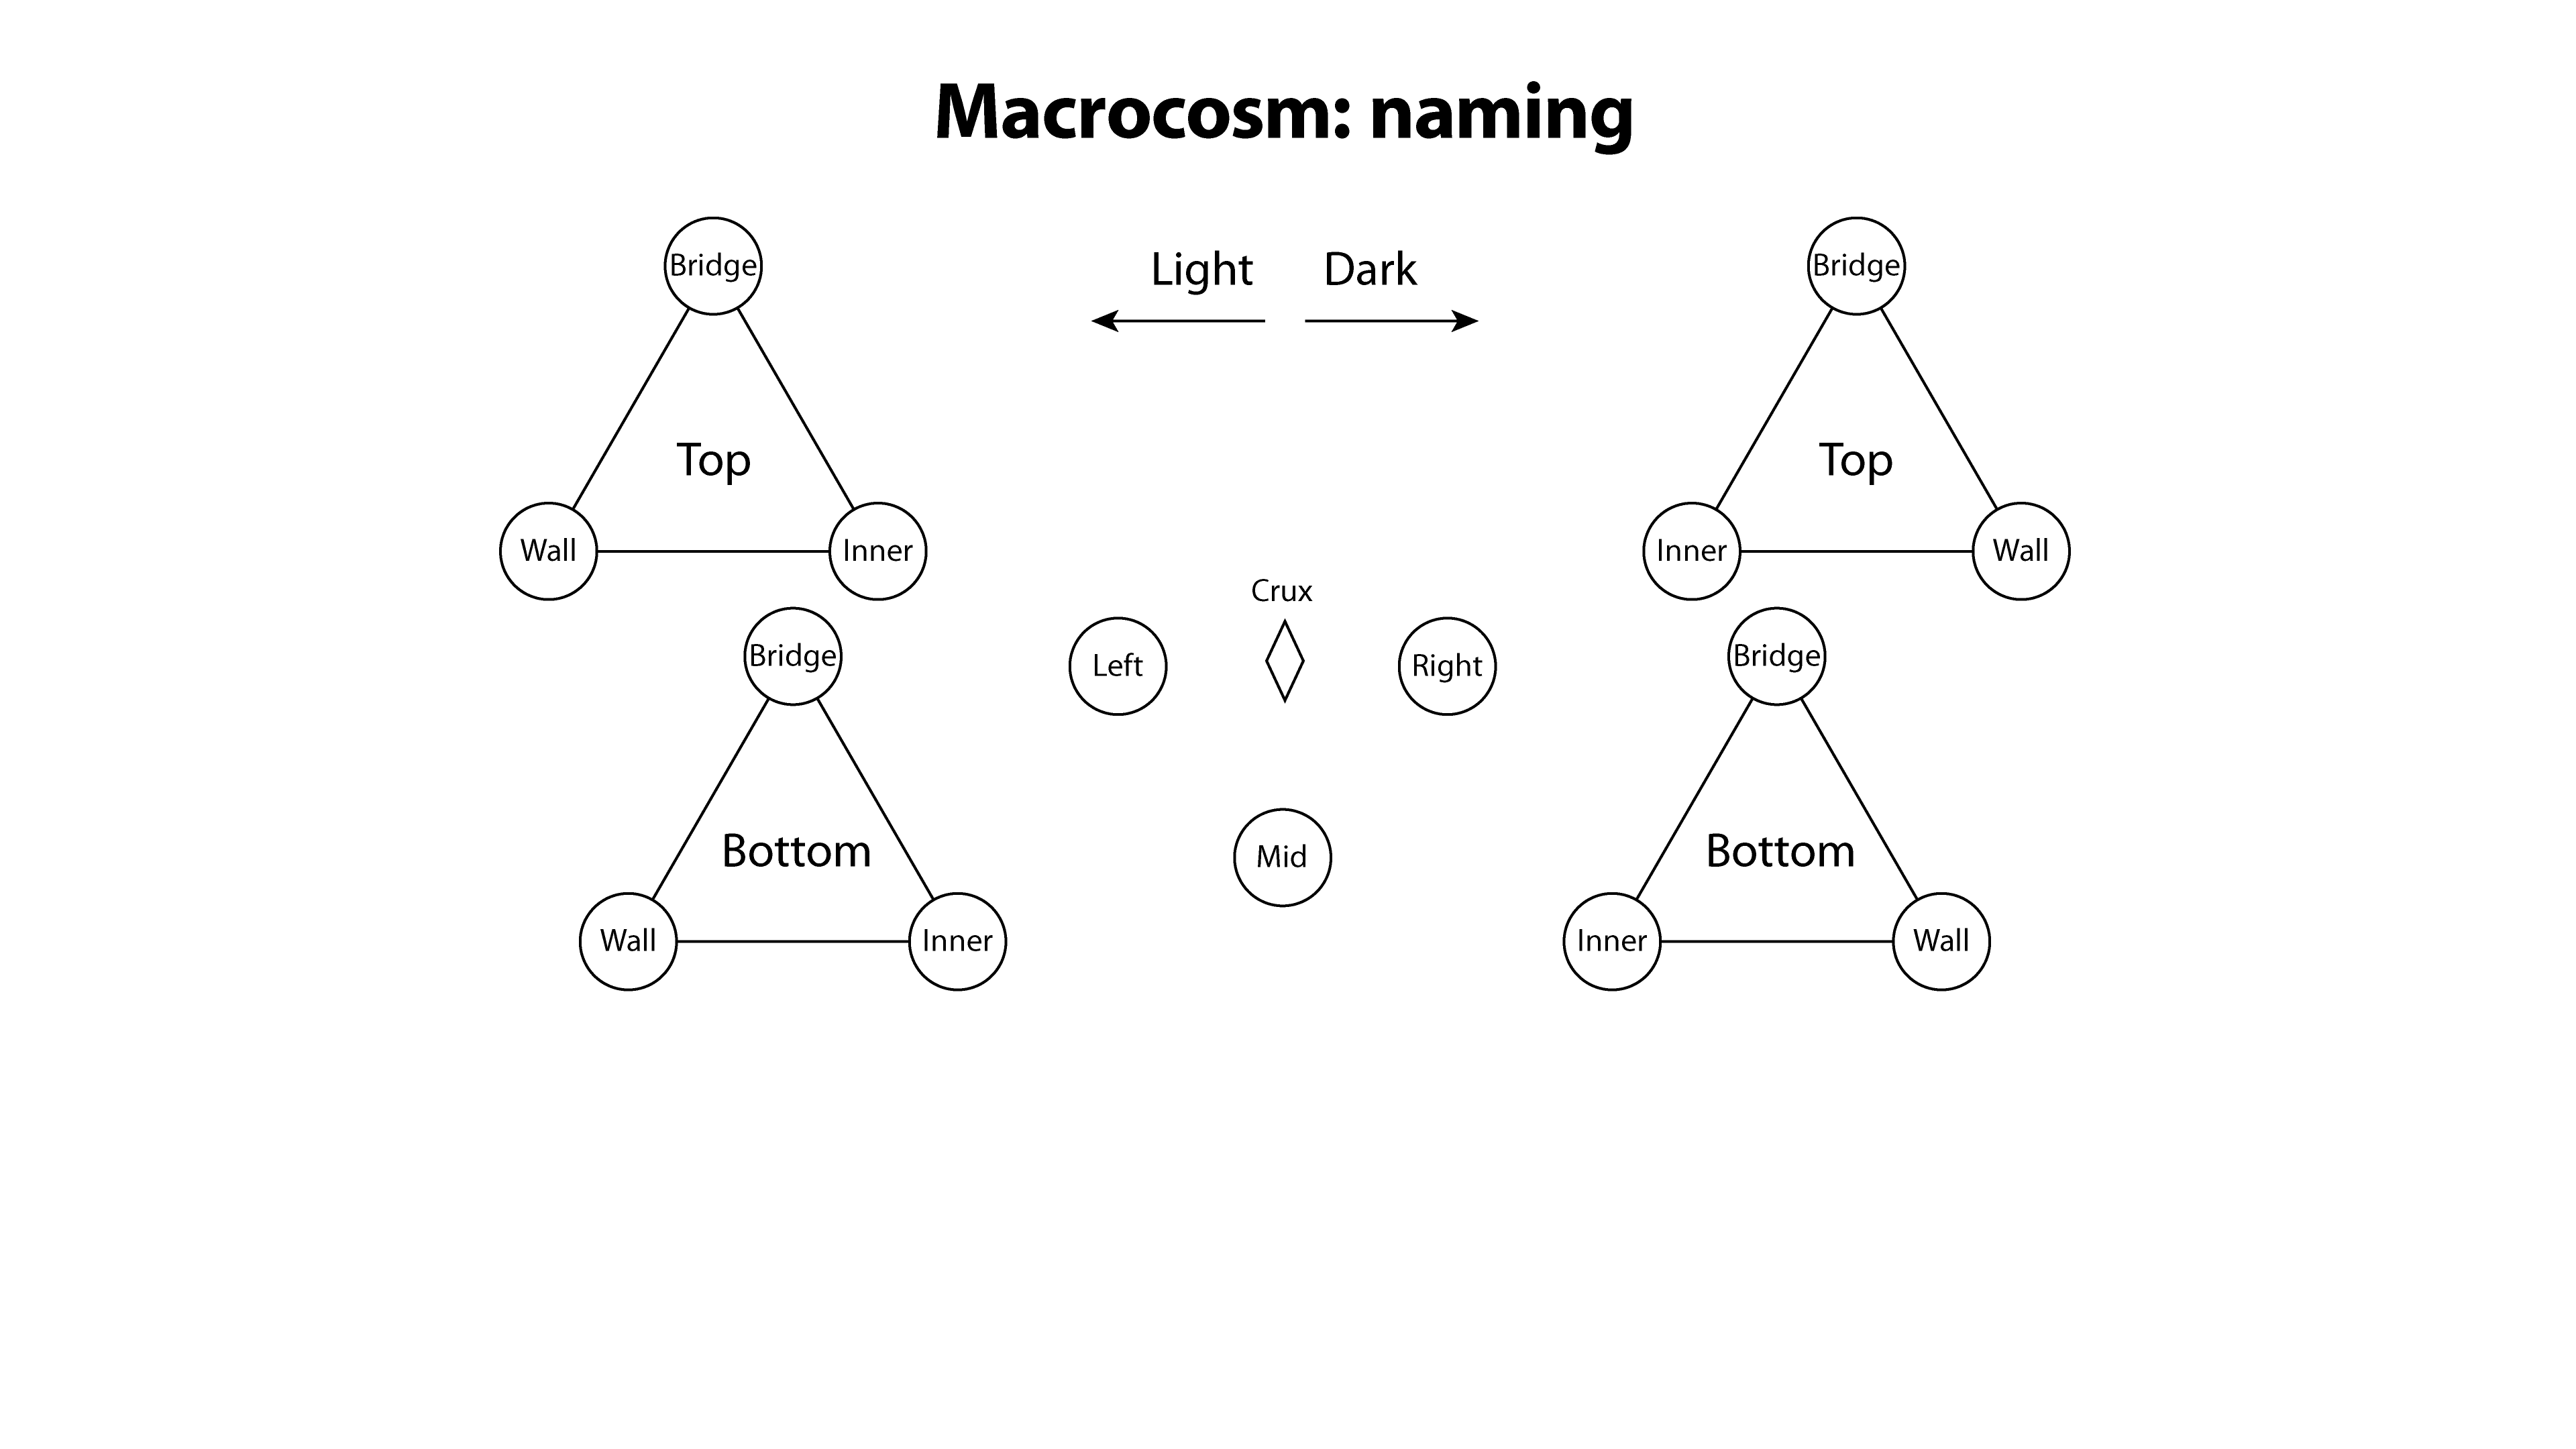 Macrocosm: naming
Bridge
Light Dark
Bridge
Top
Top
Wall
Inner
Inner
Wall
Crux
Bridge
Left
Right
Bridge
Bottom
Mid
Bottom
Wall
Inner
Inner
Wall